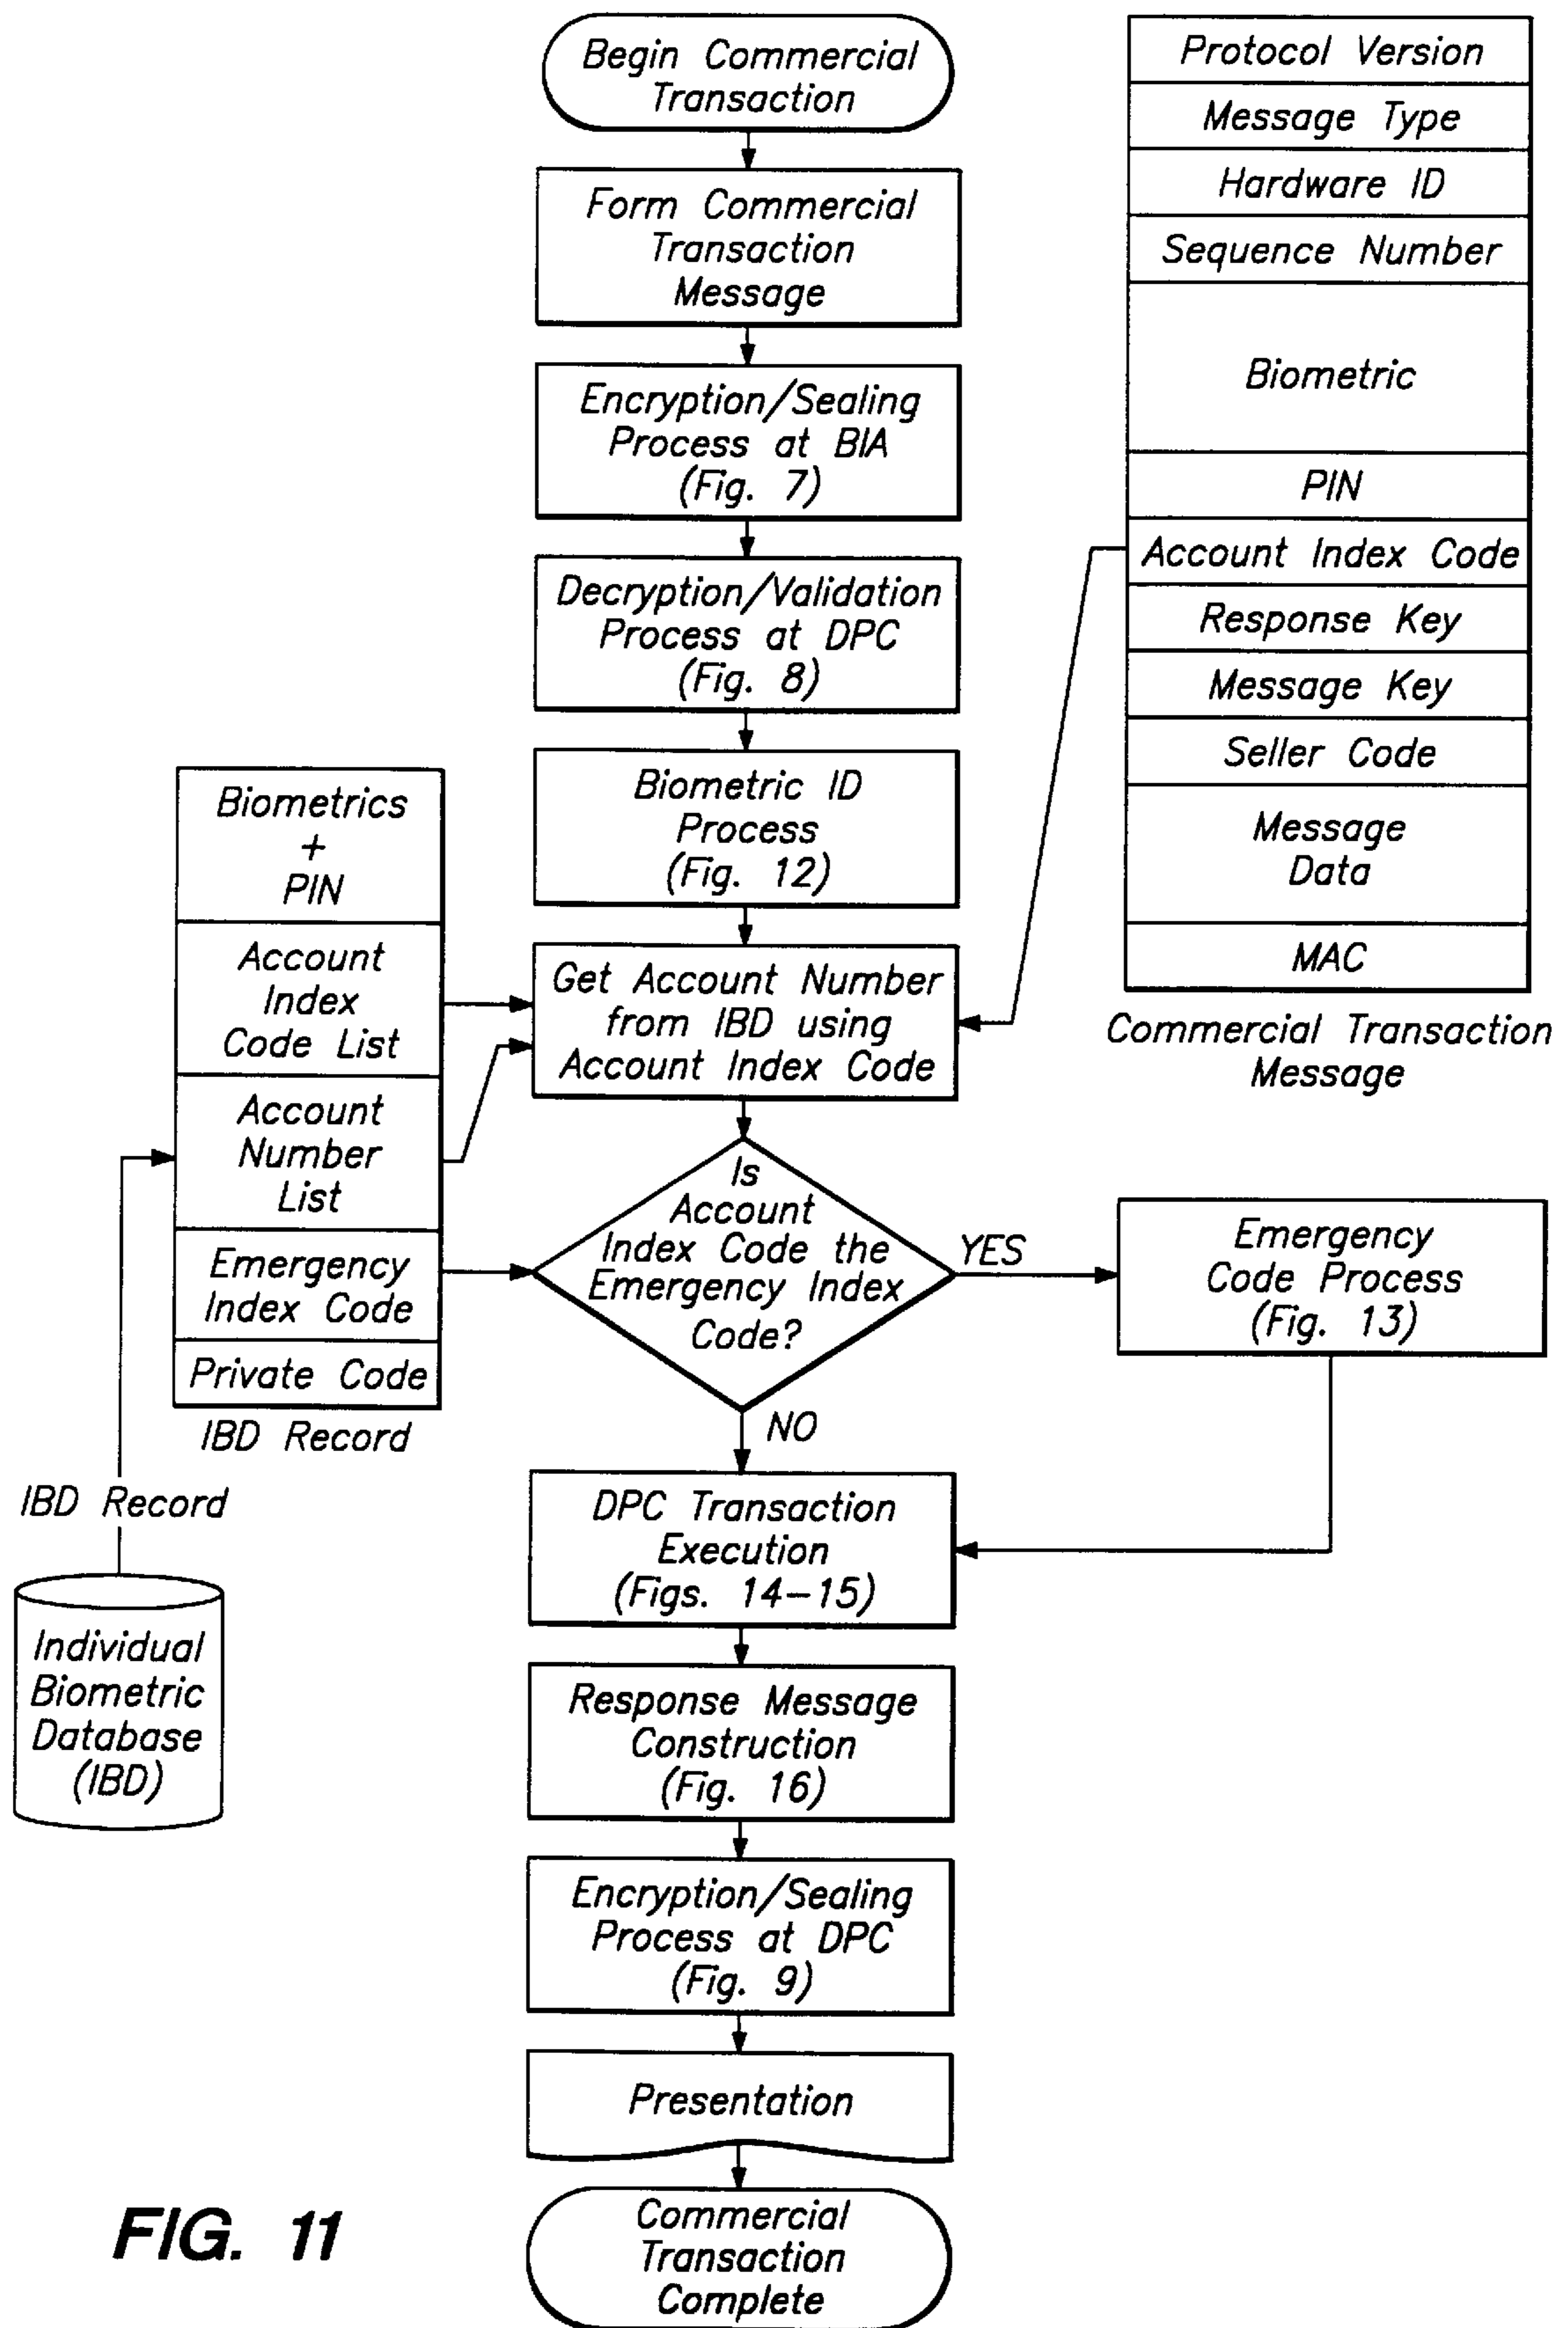 Begin Commercial
Transaction
Form Commercial
Transaction
Message
Encryption/Sealing
Process at BIA
(Fig. 7)
Decryption/Validation
Process at DPC
(Fig. 8)
Biometric ID
Process
(Fig. 12)
Get Account Number
from IBD using
Account Index Code
Is
Account
Index Code the
Emergency Index
Code?
YES
NO
Emergency
Code Process
(Fig. 13)
DPC Transaction
Execution
(Figs. 14-15)
Response Message
Construction
(Fig. 16)
Encryption/Sealing
Process at DPC
(Fig. 9)
Presentation
Commercial
Transaction
Complete
Protocol Version
Message Type
Hardware ID
Sequence Number
Biometric
PIN
Account Index Code
Response Key
Message Key
Seller Code
Message
Data
MAC
Commercial Transaction
Message
Biometrics
+
PIN
Account
Index
Code List
Account
Number
List
Emergency
Index Code
Private Code
IBD Record
IBD Record
Individual
Biometric
Database
(IBD)
FIG. 11